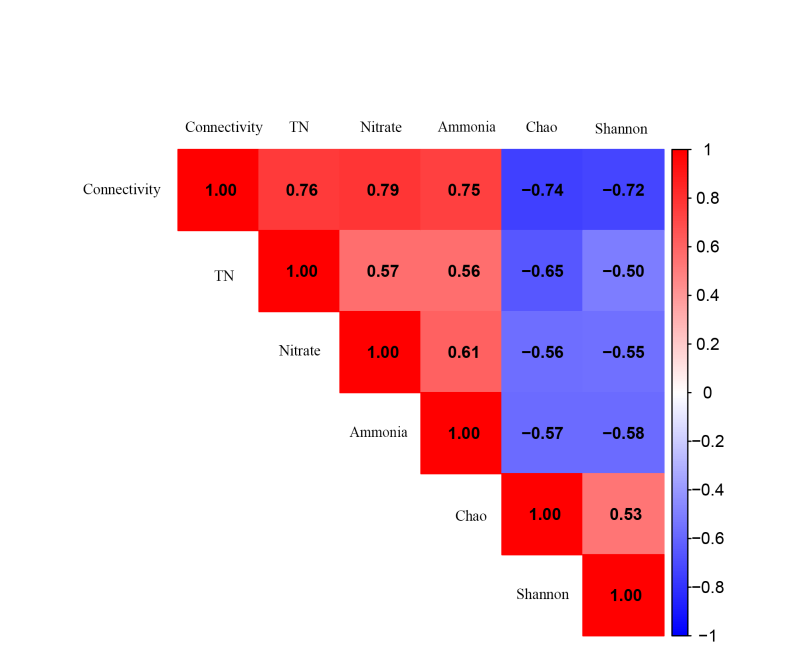 Connectivity TN Nitrate Ammonia Chao Shannon
Connectivity 1.00 0.76 0.79 0.75 −0.74 −0.72
TN 1.00 0.57 0.56 −0.65 −0.50
Nitrate 1.00 0.61 −0.56 −0.55
Ammonia 1.00 −0.57 −0.58
Chao 1.00 0.53
Shannon 1.00
1
0.8
0.6
0.4
0.2
0
−0.2
−0.4
−0.6
−0.8
−1